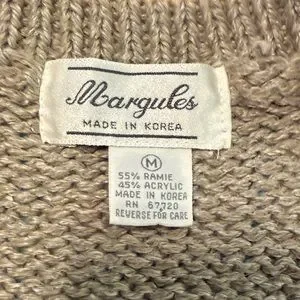 Margules
MADE IN KOREA
M
55% RAMIE
45% ACRYLIC
MADE IN KOREA
RN 67720
REVERSE FOR CARE